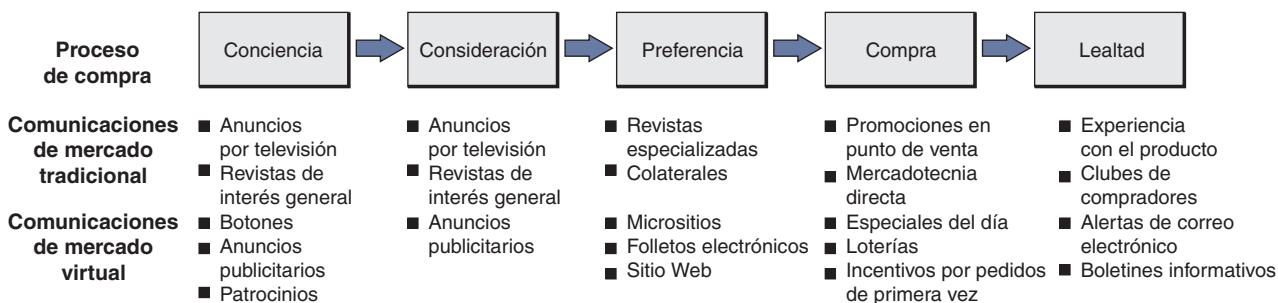 Proceso
de compra
Conciencia
Consideración
Preferencia
Compra
Lealtad
Comunicaciones
de mercado
tradicional
■ Anuncios
por televisión
■ Revistas de
interés general
■ Anuncios
por televisión
■ Revistas de
interés general
■ Revistas
especializadas
■ Colaterales
■ Promociones en
punto de venta
■ Mercadotecnia
directa
■ Experiencia
con el producto
■ Clubes de
compradores
Comunicaciones
de mercado
virtual
■ Botones
■ Anuncios
publicitarios
■ Patrocinios
■ Anuncios
publicitarios
■ Micrositios
■ Folletos electrónicos
■ Sitio Web
■ Especiales del día
■ Loterías
■ Incentivos por pedidos
de primera vez
■ Alertas de correo
electrónico
■ Boletines informativos